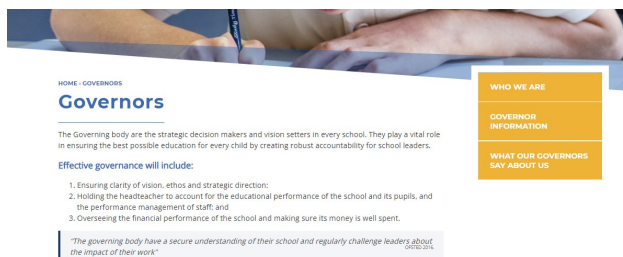 HOME - GOVERNORS
Governors
The Governing body are the strategic decision makers and vision setters in every school. They play a vital role
in ensuring the best possible education for every child by creating robust accountability for school leaders.
Effective governance will include:
1. Ensuring clarity of vision, ethos and strategic direction;
2. Holding the headteacher to account for the educational performance of the school and its pupils, and
the performance management of staff; and
3. Overseeing the financial performance of the school and making sure its money is well spent.
"The governing body have a secure understanding of their school and regularly challenge leaders about
the impact of their work"
OFSTED 2016
WHO WE ARE
GOVERNOR
INFORMATION
WHAT OUR GOVERNORS
SAY ABOUT US